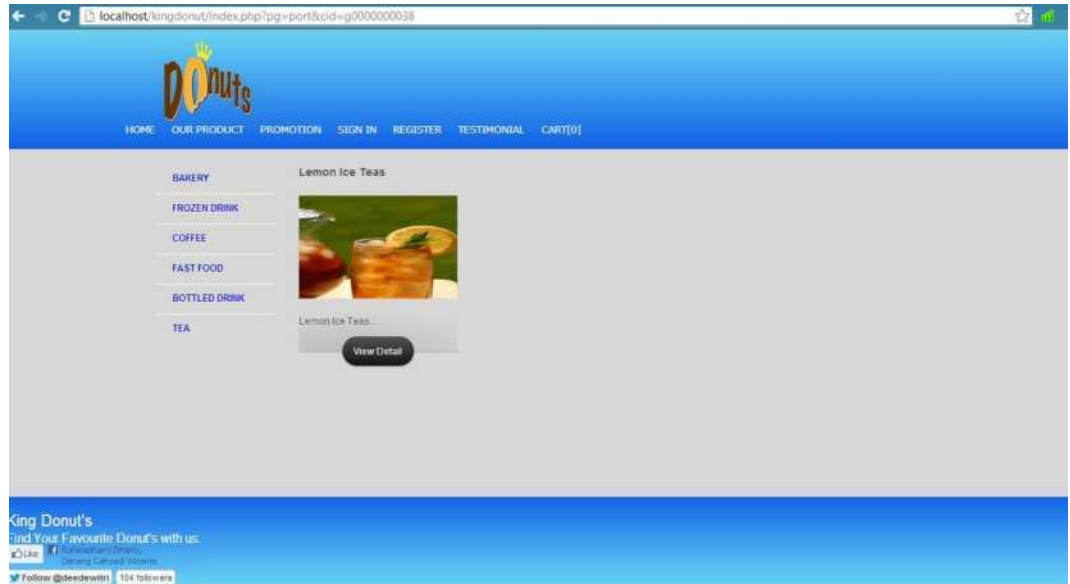 localhost/kingdonut/index.php?pg=port&cid=g0000000038
DOnuts
HOME OUR PRODUCT PROMOTION SIGN IN REGISTER TESTIMONIAL CART[0]
BAKERY
FROZEN DRINK
COFFEE
FAST FOOD
BOTTLED DRINK
TEA
Lemon Ice Teas
Lemon Ice Teas...
View Detail
King Donut's
Find Your Favourite Donut's with us.
Like
Follow @deedewitri 104 followers